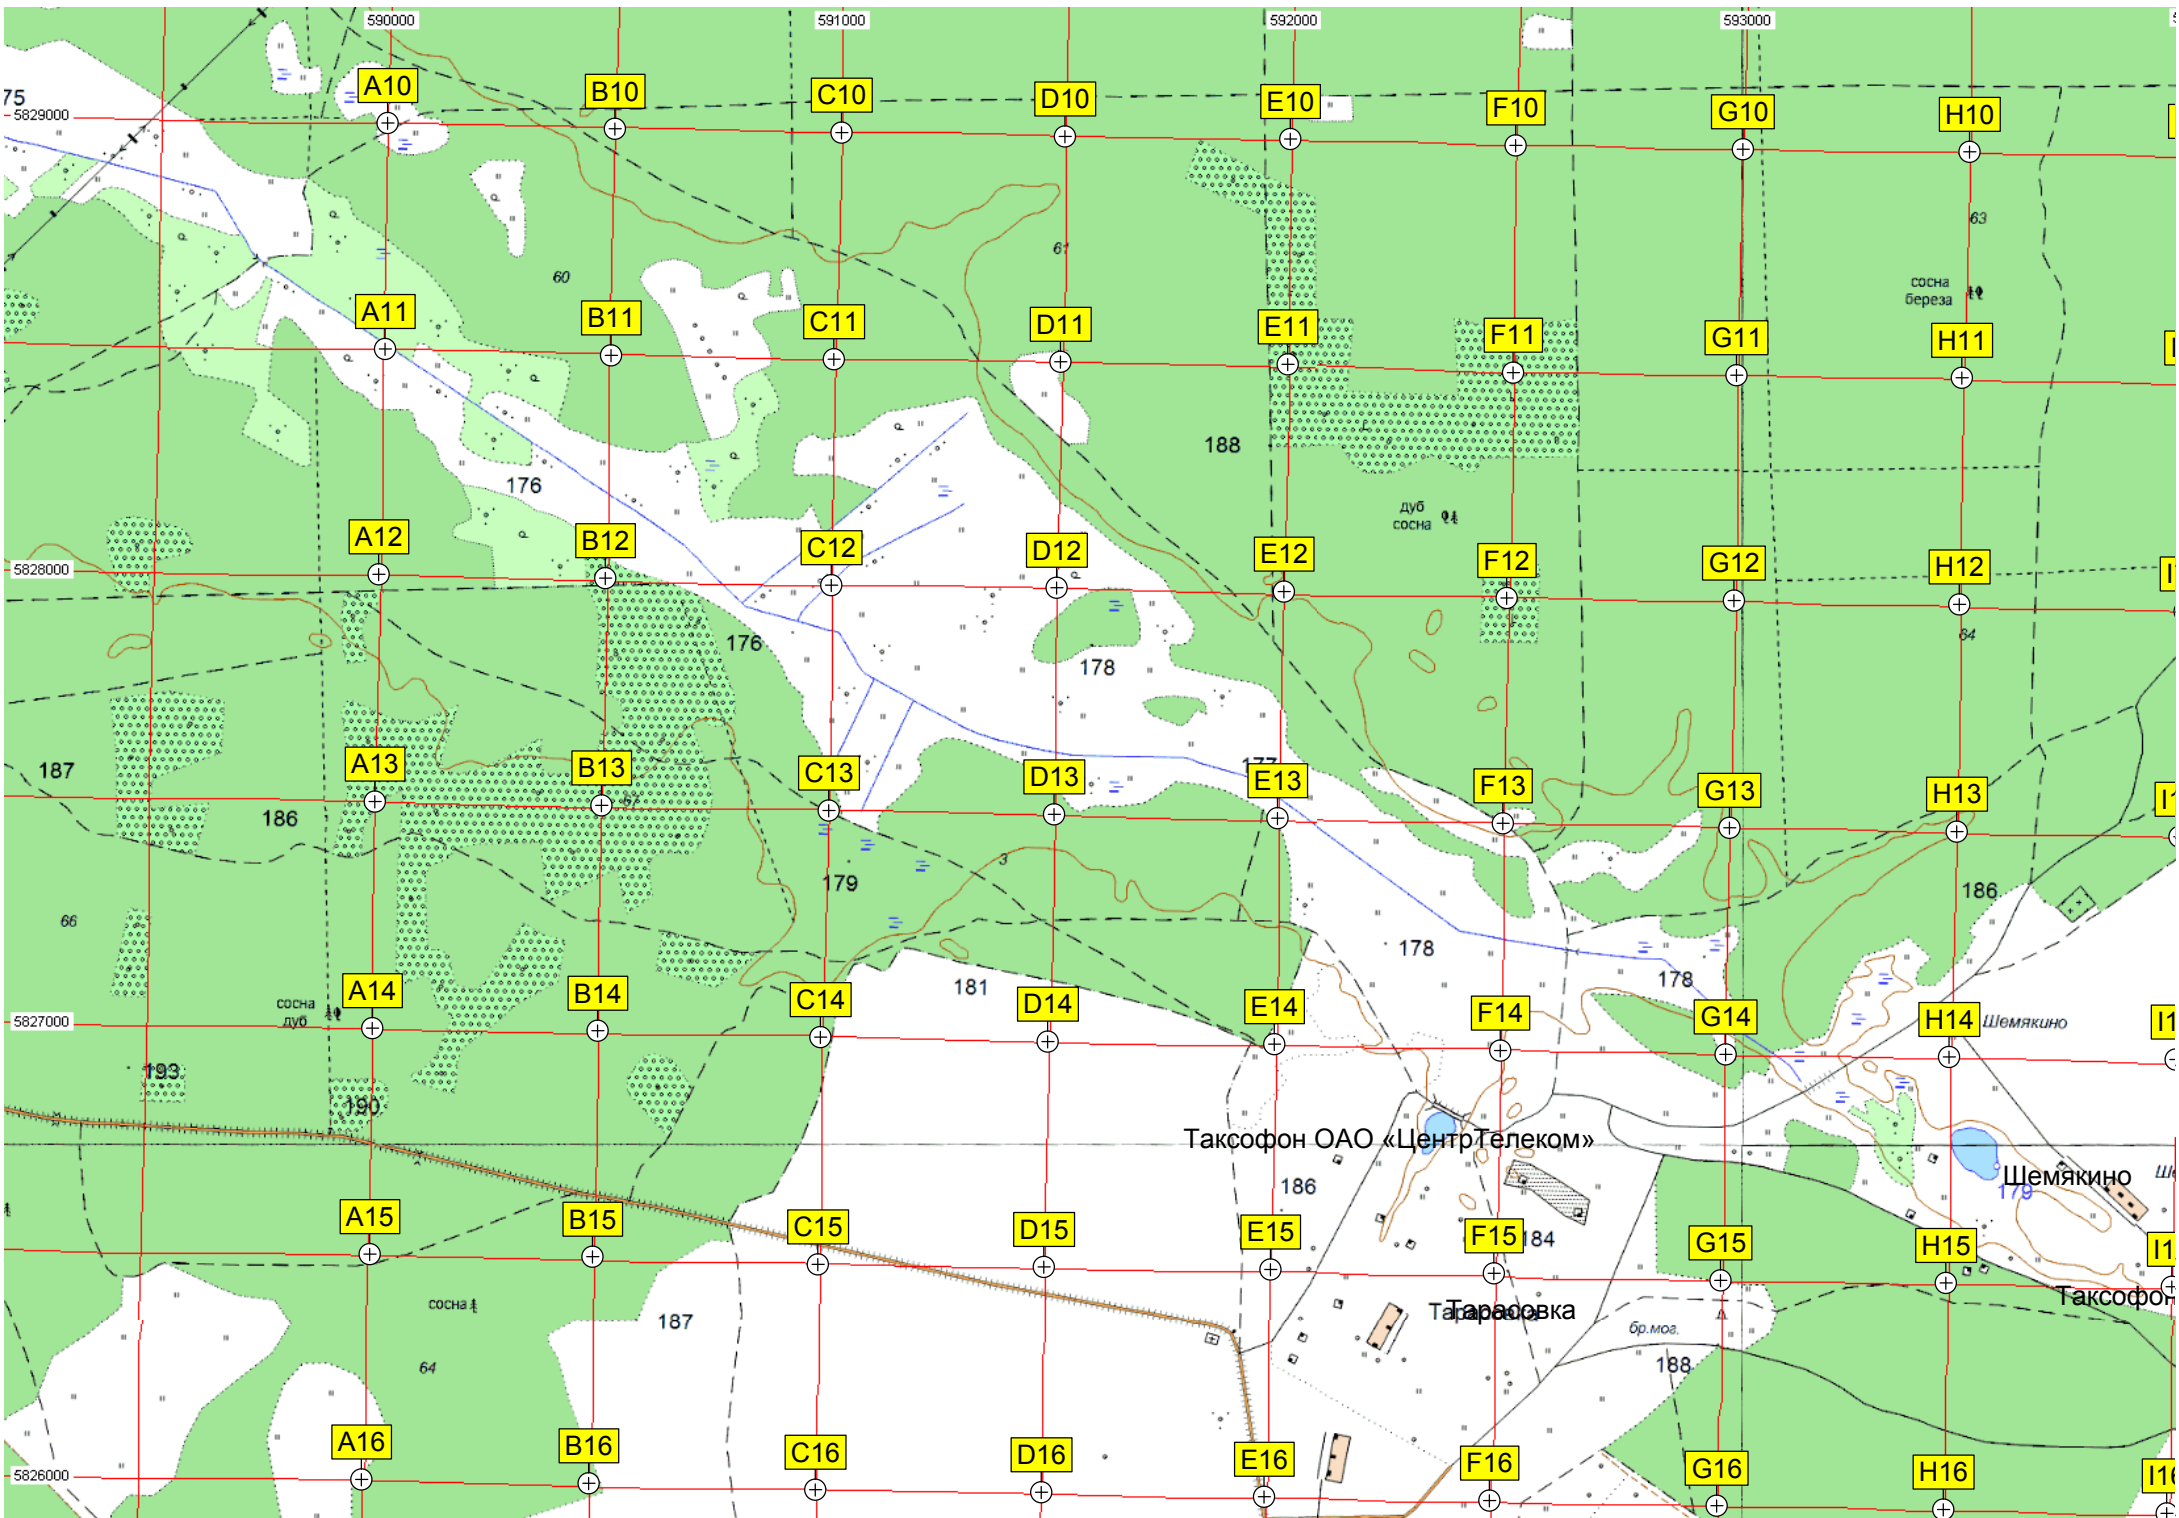 590000 591000 592000 593000
75
5829000
A10 B10 C10 D10 E10 F10 G10 H10
63
60 61
сосна
береза
A11 B11 C11 D11 E11 F11 G11 H11
188
176
дуб
сосна
A12 B12 C12 D12 E12 F12 G12 H12
5828000
176 178 64
187
A13 B13 C13 D13 E13 F13 G13 H13
186
3
179 186
66
178
178
181
сосна
дуб
A14 B14 C14 D14 E14 F14 G14 H14
Шемякино
5827000
193
190
Таксофон ОАО «ЦентрТелеком»
Шемякино
179
186
A15 B15 C15 D15 E15 F15 184 G15 H15
сосна
Таксофон
Тарасовка
187
бр.мог.
64
188
A16 B16 C16 D16 E16 F16 G16 H16 I16
5826000